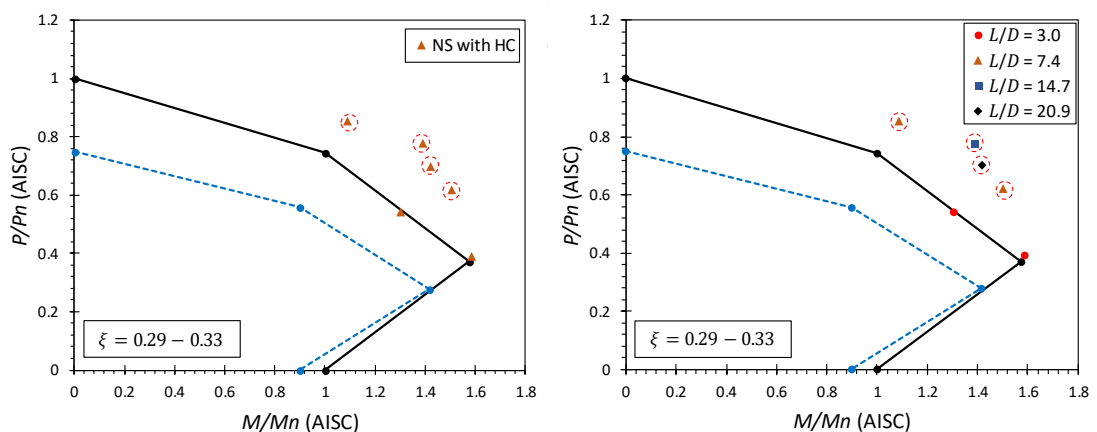 1.2
1
0.8
0.6
0.4
0.2
0
P/Pn (AISC)
NS with HC
ξ = 0.29 − 0.33
0 0.2 0.4 0.6 0.8 1 1.2 1.4 1.6 1.8
M/Mn (AISC)
1.2
1
0.8
0.6
0.4
0.2
0
P/Pn (AISC)
L/D = 3.0
L/D = 7.4
L/D = 14.7
L/D = 20.9
ξ = 0.29 − 0.33
0 0.2 0.4 0.6 0.8 1 1.2 1.4 1.6 1.8
M/Mn (AISC)